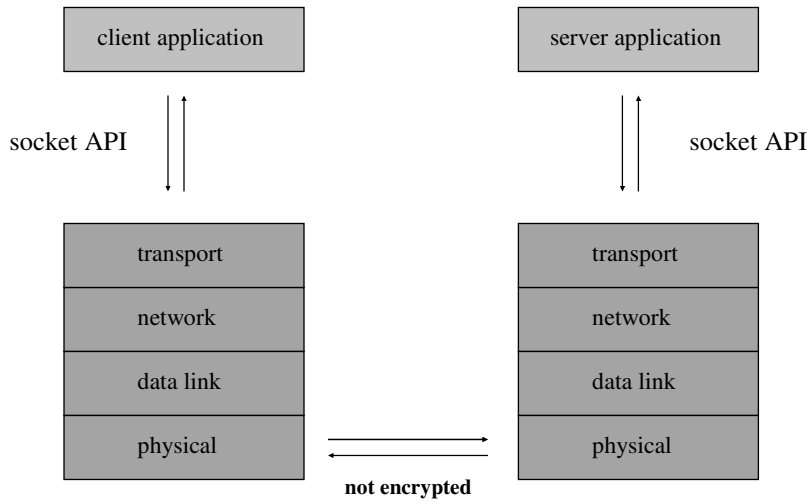 client application
server application
socket API
socket API
transport
transport
network
network
data link
data link
physical
physical
not encrypted